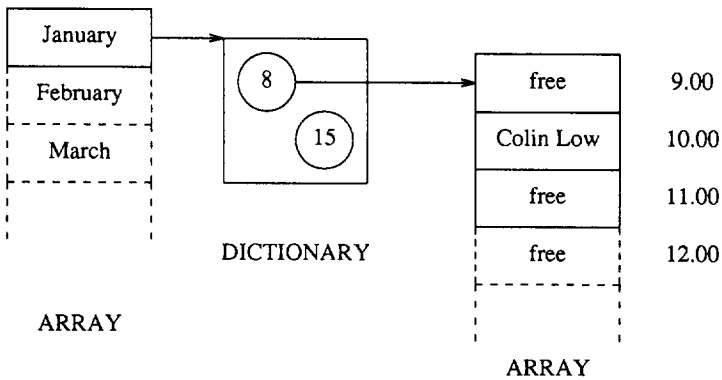 January
February
March
ARRAY
8
15
DICTIONARY
free 9.00
Colin Low 10.00
free 11.00
free 12.00
ARRAY